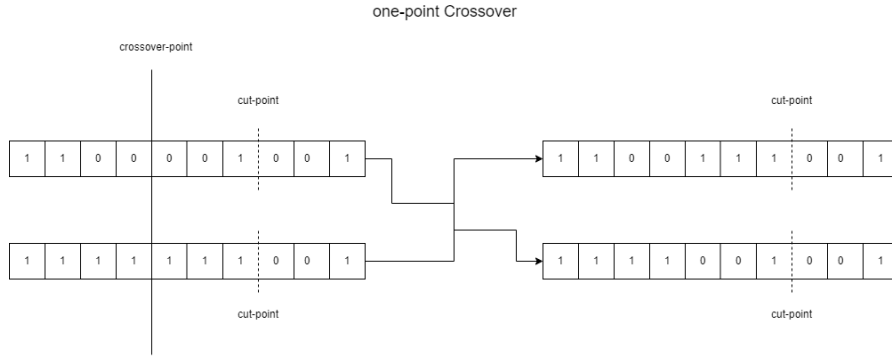 one-point Crossover
crossover-point
cut-point
cut-point
1 1 0 0 0 0 1 0 0 1
1 1 0 0 1 1 1 0 0 1
1 1 1 1 1 1 1 0 0 1
1 1 1 1 0 0 1 0 0 1
cut-point
cut-point